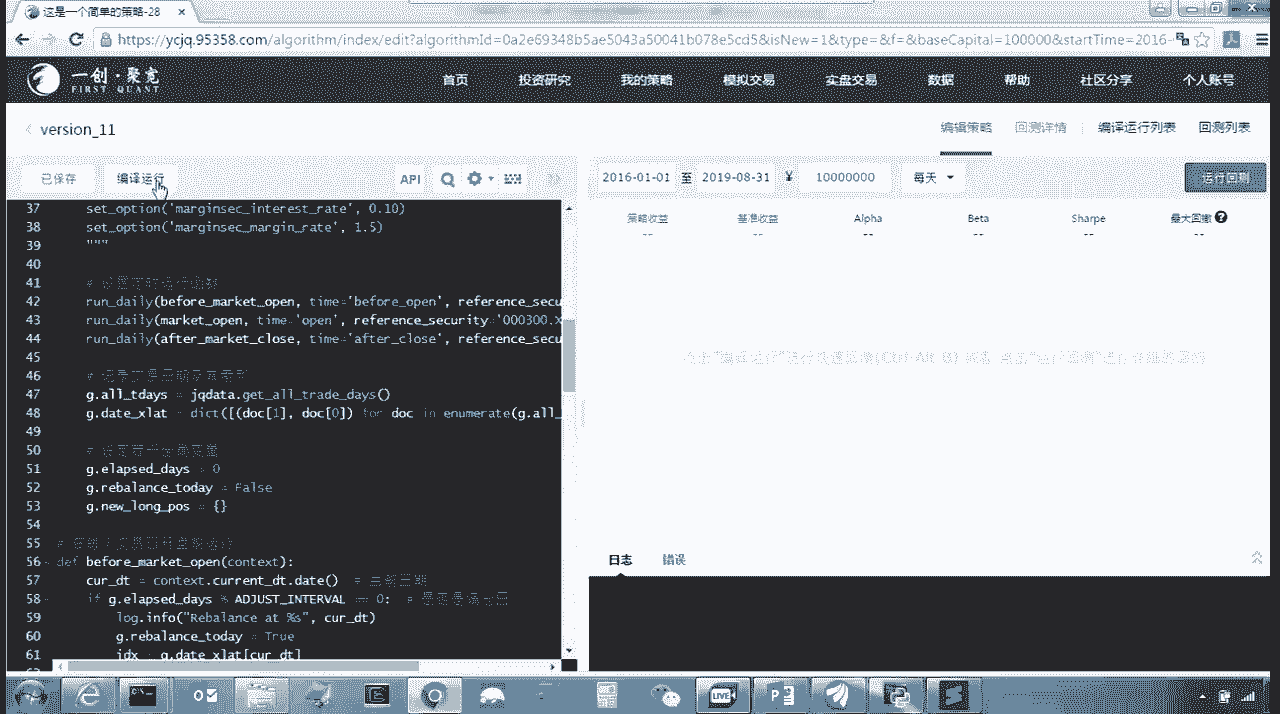 这是一个简单的策略-28
https://ycjq.95358.com/algorithm/index/edit?algorithmId=0a2e69348b5ae5043a50041b078e5cd5&isNew=1&type=&f=&baseCapital=100000&startTime=2016-
一创·聚宽 首页 投资研究 我的策略 模拟交易 实盘交易 数据 帮助 社区分享 个人账号
FIRST QUANT
version_11 编辑策略 回测详情 编译运行列表 回测列表
已保存 编译运行 API 2016-01-01 至 2019-08-31 ¥ 10000000 每天 运行回测
策略收益 基准收益 Alpha Beta Sharpe 最大回撤
-- -- -- -- -- --
37 set_option('marginsec_interest_rate', 0.10)
38 set_option('marginsec_margin_rate', 1.5)
39 """
40
41
42 run_daily(before_market_open, time='before_open', reference_secu
43 run_daily(market_open, time='open', reference_security='000300.X
44 run_daily(after_market_close, time='after_close', reference_secu
45
46
47 g.all_tdays = jqdata.get_all_trade_days()
48 g.date_xlat = dict([(doc[1], doc[0]) for doc in enumerate(g.all_
49
50
51 g.elapsed_days = 0
52 g.rebalance_today = False
53 g.new_long_pos = {}
54
55
56 def before_market_open(context):
57 cur_dt = context.current_dt.date() # 当前日期
58 if g.elapsed_days % ADJUST_INTERVAL == 0:
59 log.info("Rebalance at %s", cur_dt)
60 g.rebalance_today = True
61 idx = g.date_xlat[cur_dt]
日志 错误
LIVE